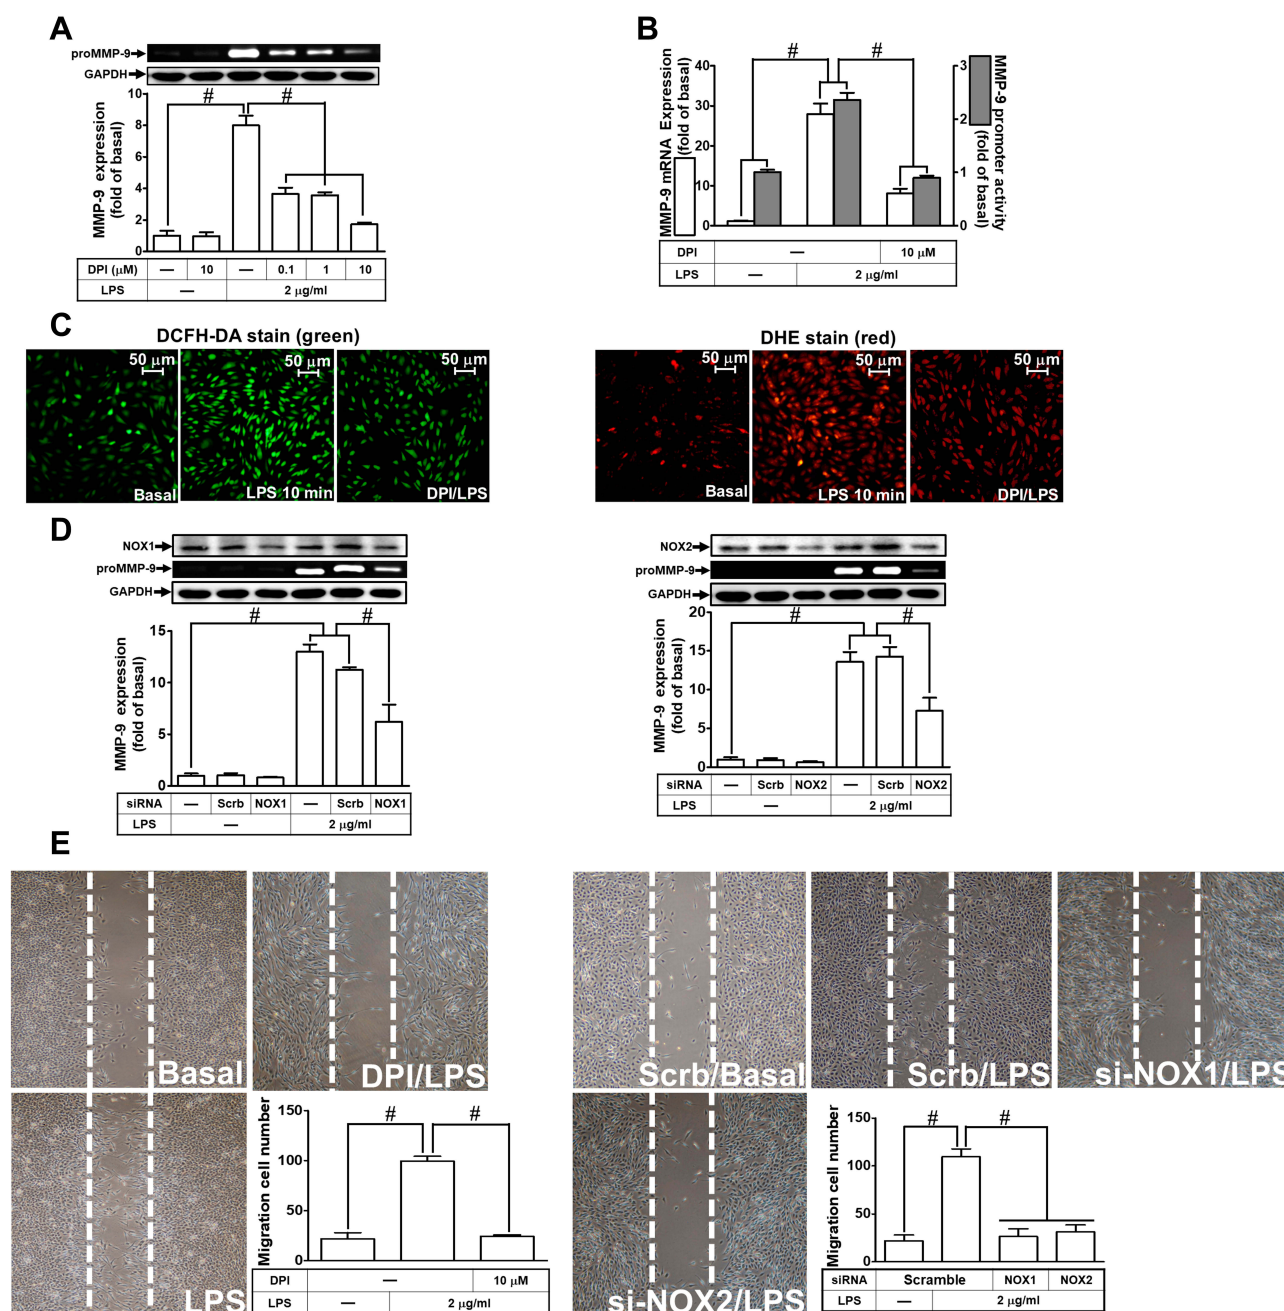 A
proMMP-9
GAPDH
#
#
MMP-9 expression
(fold of basal)
10
8
6
4
2
0
DPI (μM) — 10 — 0.1 1 10
LPS — 2 μg/ml
B
#
#
MMP-9 mRNA Expression
(fold of basal)
40
30
20
10
0
3
2
1
0
MMP-9 promoter activity
(fold of basal)
DPI — 10 μM
LPS — 2 μg/ml
C
DCFH-DA stain (green)
50 μm
50 μm
50 μm
Basal
LPS 10 min
DPI/LPS
DHE stain (red)
50 μm
50 μm
50 μm
Basal
LPS 10 min
DPI/LPS
D
NOX1
proMMP-9
GAPDH
#
#
MMP-9 expression
(fold of basal)
15
10
5
0
siRNA — Scrb NOX1 — Scrb NOX1
LPS — 2 μg/ml
NOX2
proMMP-9
GAPDH
#
#
MMP-9 expression
(fold of basal)
20
15
10
5
0
siRNA — Scrb NOX2 — Scrb NOX2
LPS — 2 μg/ml
E
Basal
DPI/LPS
LPS
Migration cell number
150
100
50
0
#
#
DPI — 10 μM
LPS — 2 μg/ml
Scrb/Basal
Scrb/LPS
si-NOX1/LPS
si-NOX2/LPS
Migration cell number
150
100
50
0
#
#
siRNA Scramble NOX1 NOX2
LPS — 2 μg/ml